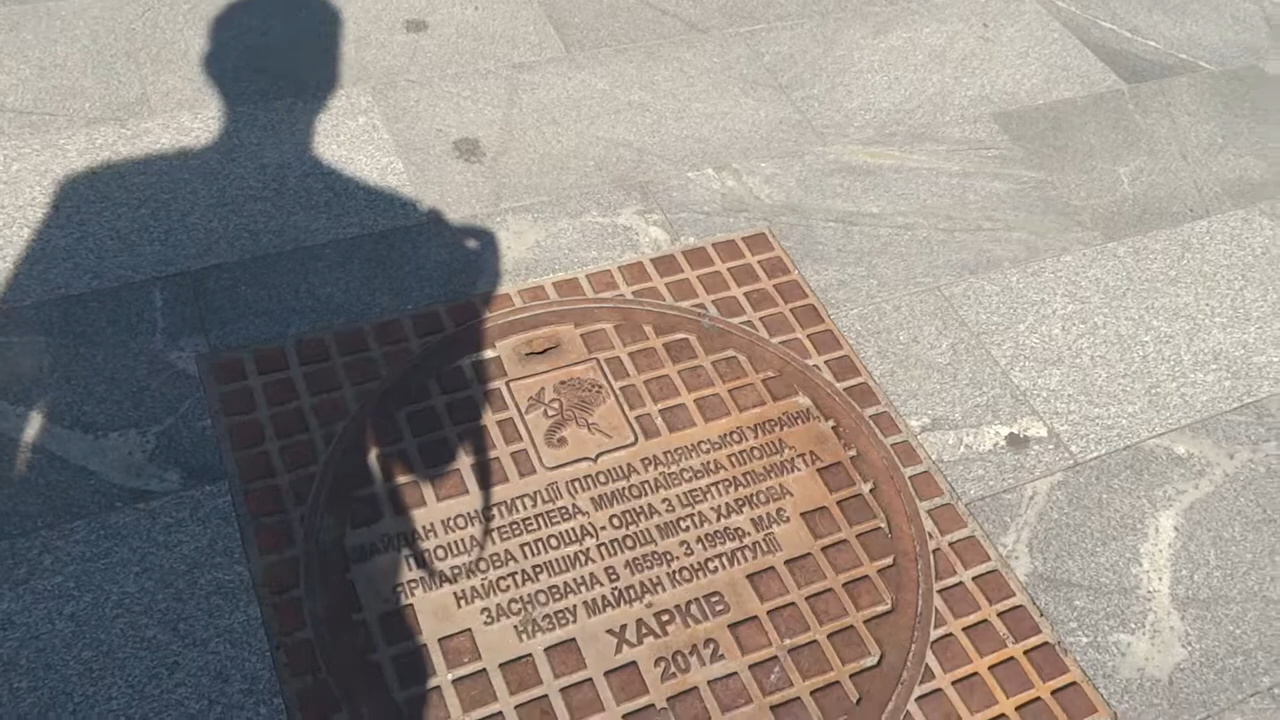 МАЙДАН КОНСТИТУЦІЇ (ПЛОЩА РАДЯНСЬКОЇ УКРАЇНИ,
ПЛОЩА ТЕВЕЛЕВА, МИКОЛАЇВСЬКА ПЛОЩА,
ЯРМАРКОВА ПЛОЩА) - ОДНА З ЦЕНТРАЛЬНИХ ТА
НАЙСТАРІШИХ ПЛОЩ МІСТА ХАРКОВА
ЗАСНОВАНА В 1659р. З 1996р. МАЄ
НАЗВУ МАЙДАН КОНСТИТУЦІЇ
ХАРКІВ
2012